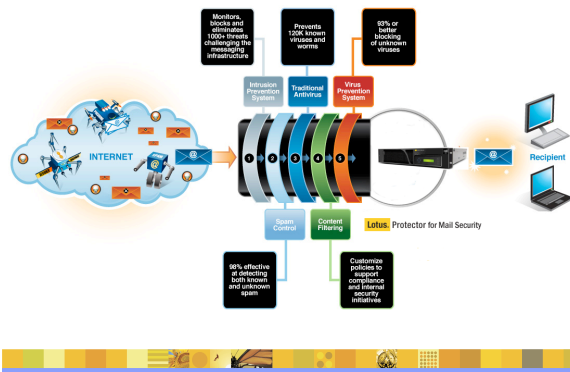 Monitors,
blocks and
eliminates
1000+ threats
challenging the
messaging
infrastructure
Prevents
120K known
viruses and
worms
93% or
better
blocking
of unknown
viruses
Intrusion
Prevention
System
Traditional
Antivirus
Virus
Prevention
System
INTERNET
@
@
1
2
3
4
5
@
Recipient
Spam
Control
Content
Filtering
Lotus. Protector for Mail Security
98% effective
at detecting
both known
and unknown
spam
Customize
policies to
support
compliance
and internal
security
initiatives